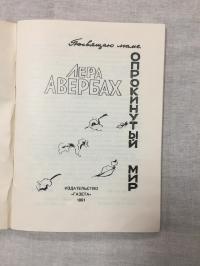 Посвящаю маме
ЛЕРА
АВЕРБАХ
ОПРОКИНУТЫЙ МИР
ИЗДАТЕЛЬСТВО
«ГАЗЕТА»
1991